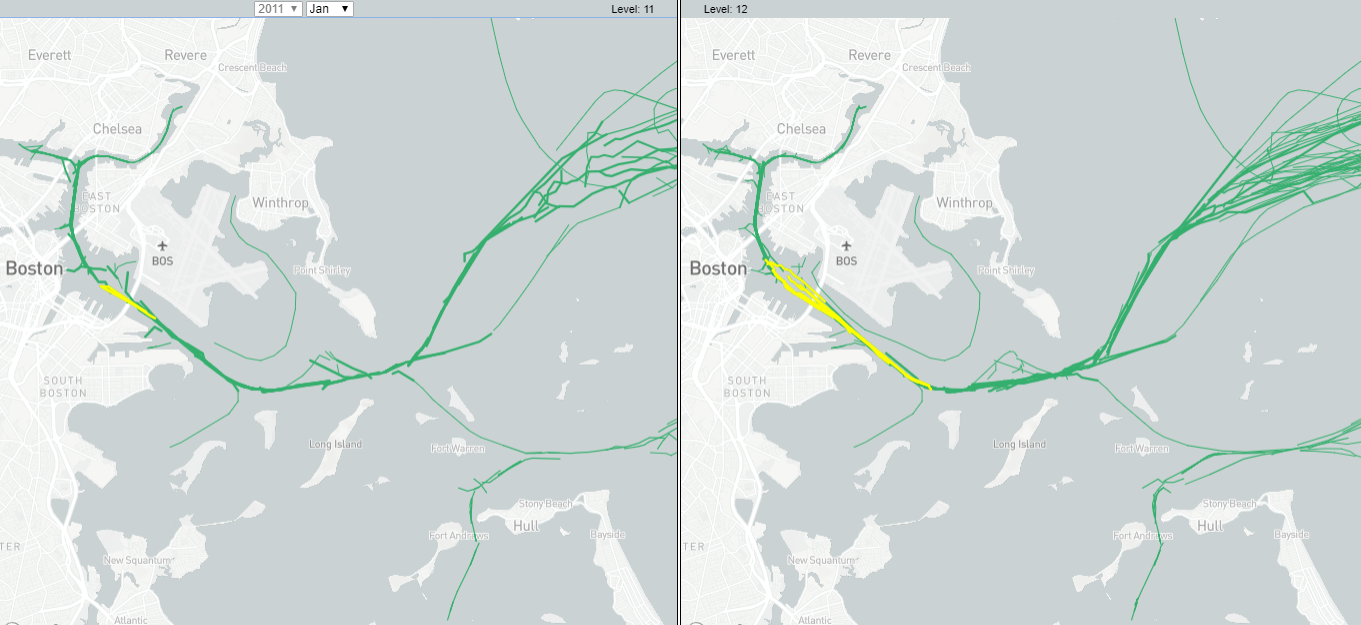 2011 Jan Level: 11
Everett
Revere
Crescent Beach
Chelsea
EAST
BOSTON
Winthrop
BOS
Boston
Point Shirley
SOUTH
BOSTON
Long Island
Fort Warren
Stony Beach
Hull
Fort Andrews
Bayside
TER
New Squantum
Atlantic
Level: 12
Everett
Revere
Crescent Beach
Chelsea
EAST
BOSTON
Winthrop
BOS
Boston
Point Shirley
SOUTH
BOSTON
Long Island
Fort Warren
Stony Beach
Hull
Fort Andrews
Bayside
TER
New Squantum
Atlantic